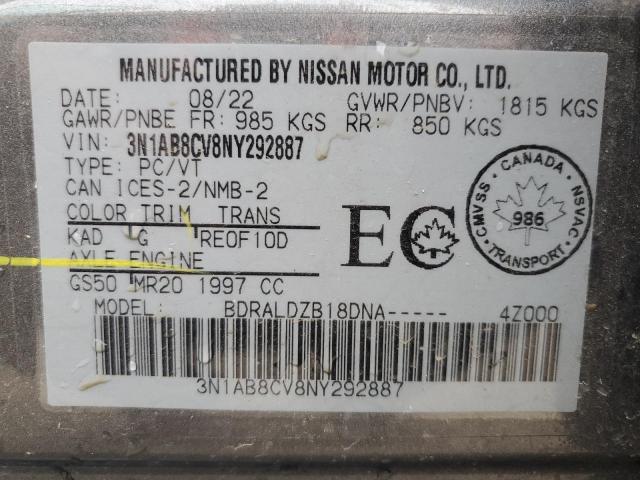 MANUFACTURED BY NISSAN MOTOR CO., LTD.
DATE: 08/22 GVWR/PNBV: 1815 KGS
GAWR/PNBE FR: 985 KGS RR: 850 KGS
VIN: 3N1AB8CV8NY292887
TYPE: PC/VT
CAN ICES-2/NMB-2
COLOR TRIM TRANS
KAD G RE0F10D
AXLE ENGINE
GS50 MR20 1997 CC
EC
CANADA
CMVSS NSVAC
986
TRANSPORT
MODEL: BDRALDZB18DNA----- 4Z000
3N1AB8CV8NY292887